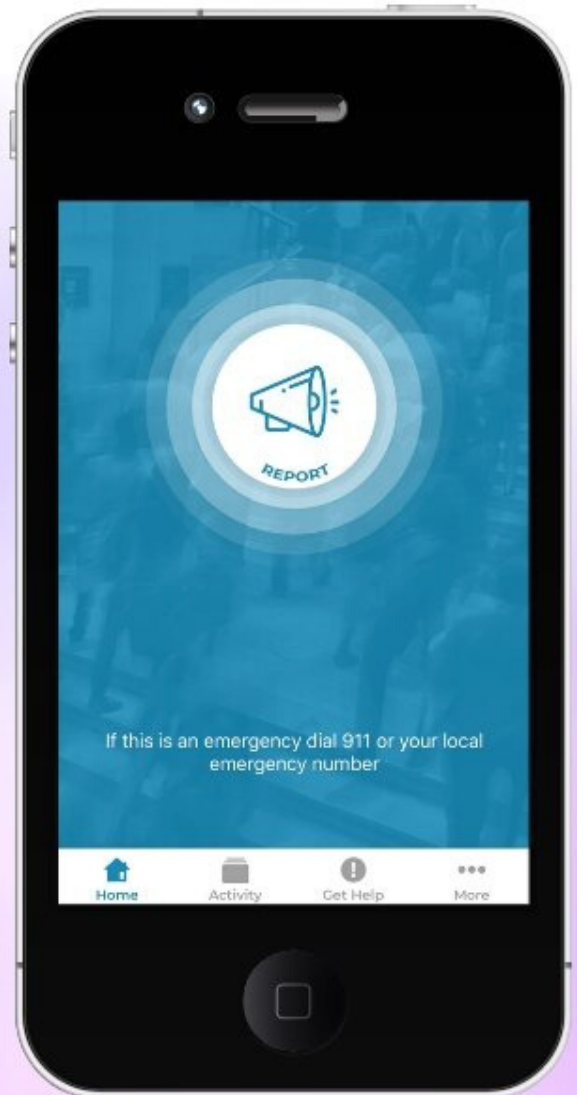 REPORT
If this is an emergency dial 911 or your local
emergency number
Home
Activity
Get Help
More